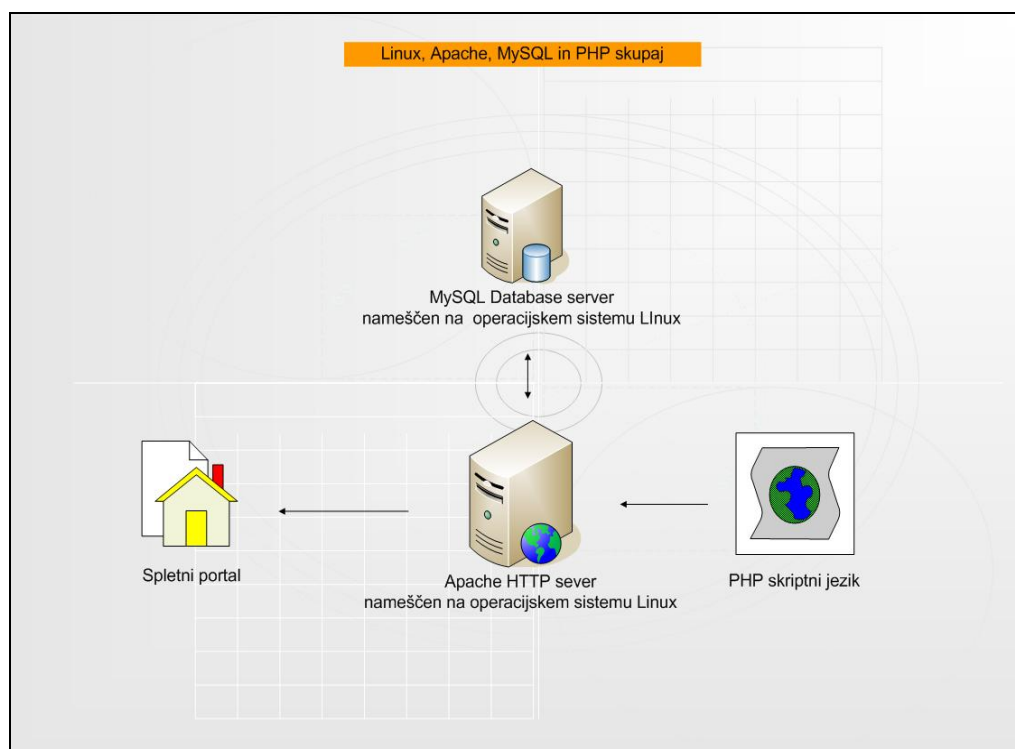 Linux, Apache, MySQL in PHP skupaj
MySQL Database server
nameščen na  operacijskem sistemu LInux
Spletni portal
Apache HTTP sever
nameščen na operacijskem sistemu Linux
PHP skriptni jezik